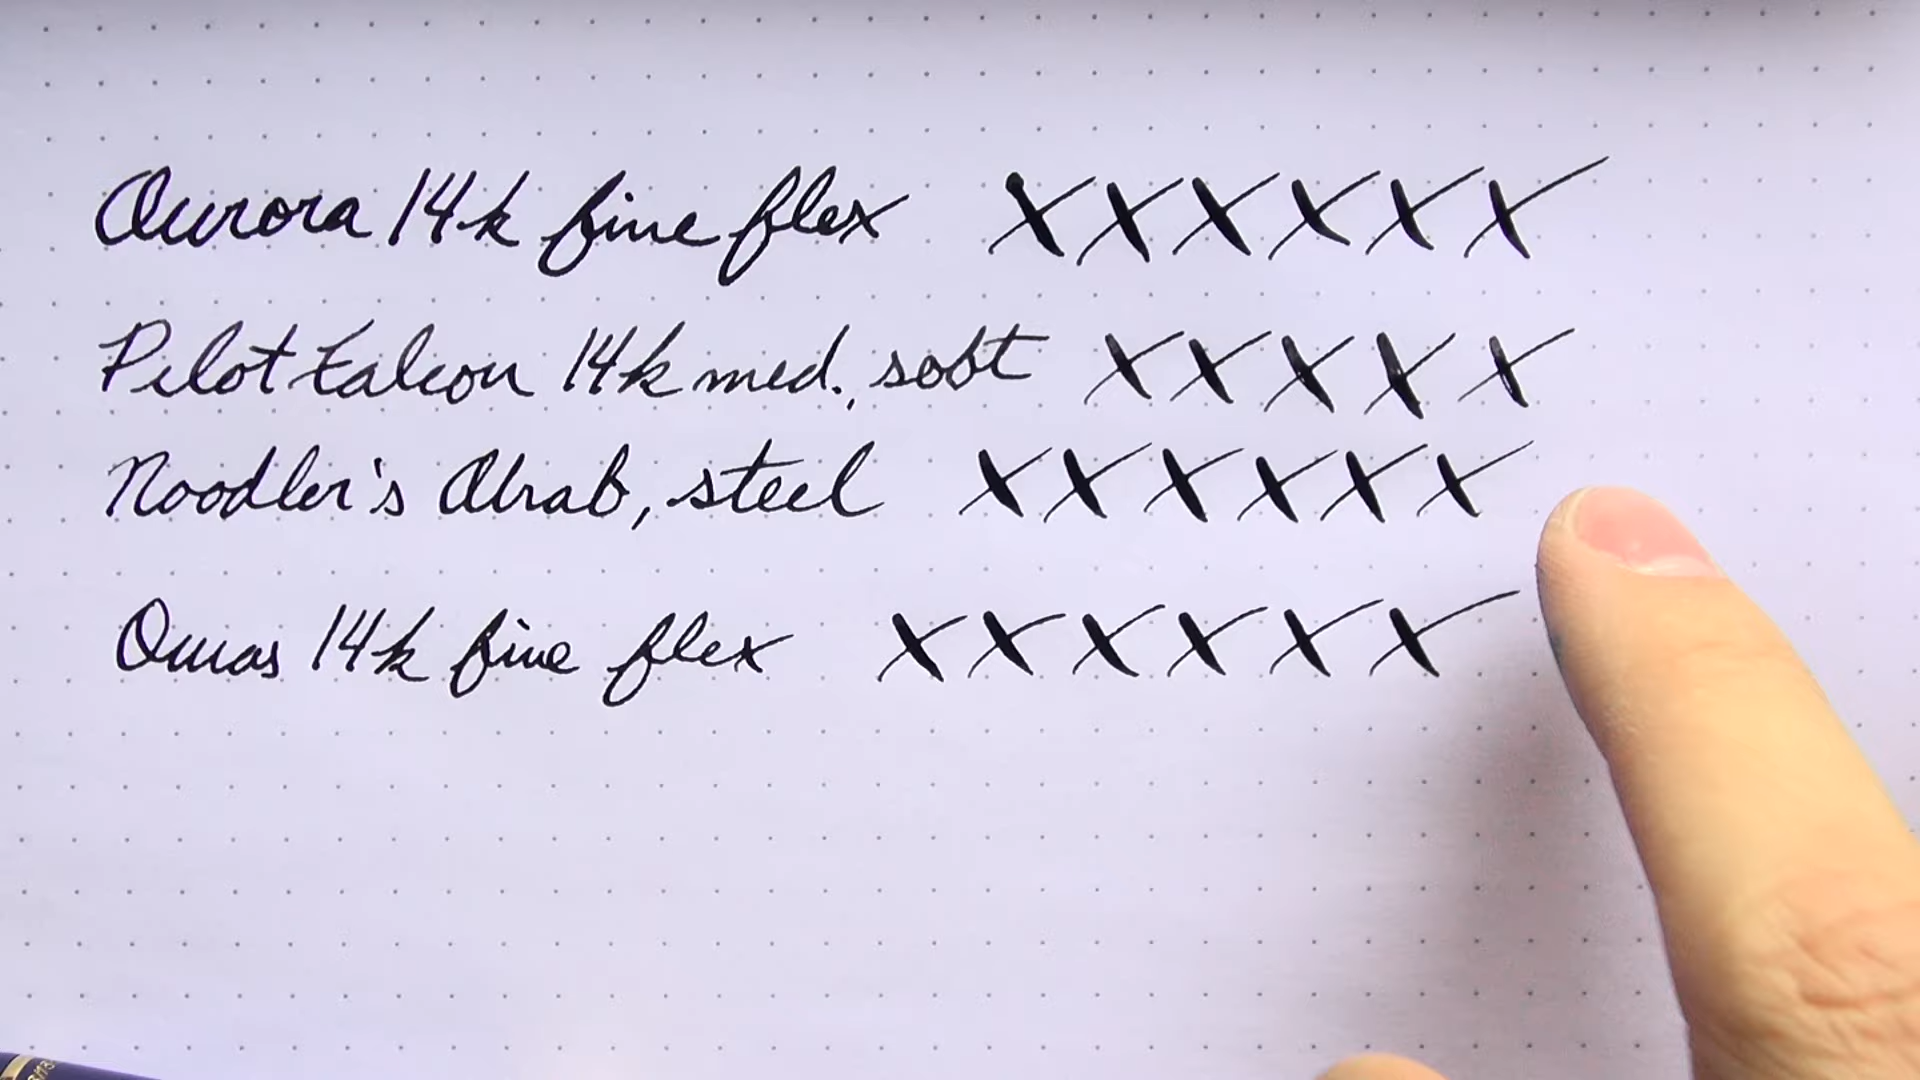 Aurora 14k fine flex XXXXXX
Pilot Falcon 14k med., soft XXXXX
Noodler's Ahab, steel XXXXXX
Omas 14k fine flex XXXXXX